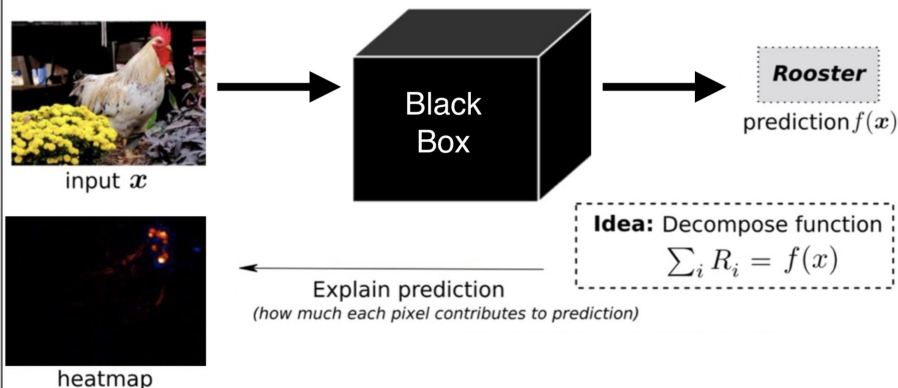 Black
Box
Rooster
prediction f(x)
input x
Idea: Decompose function
∑ᵢ Rᵢ = f(x)
Explain prediction
(how much each pixel contributes to prediction)
heatmap